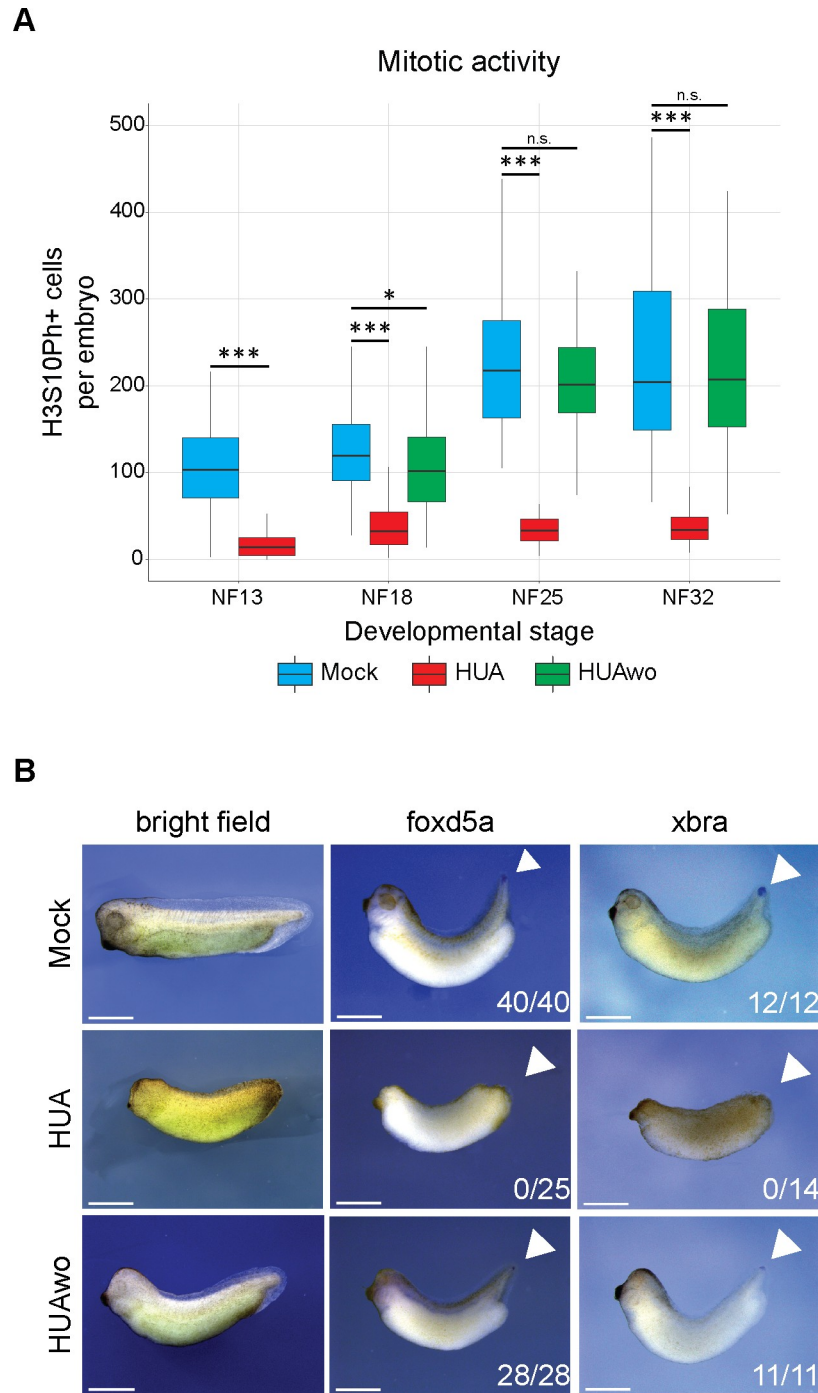 A
Mitotic activity
H3S10Ph+ cells
per embryo
500
400
300
200
100
0
***
*** *
*** n.s.
*** n.s.
NF13 NF18 NF25 NF32
Developmental stage
Mock HUA HUAwo
B
bright field foxd5a xbra
Mock
40/40 12/12
HUA
0/25 0/14
HUAwo
28/28 11/11